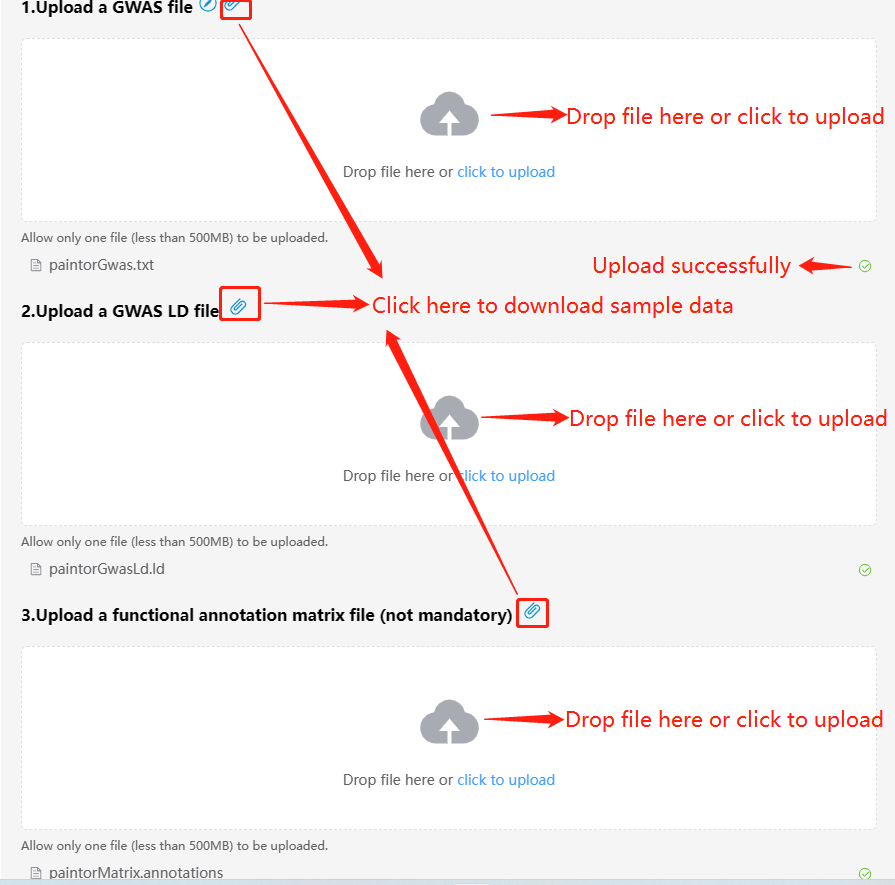 1.Upload a GWAS file
Drop file here or click to upload
Drop file here or click to upload
Allow only one file (less than 500MB) to be uploaded.
paintorGwas.txt
Upload successfully
2.Upload a GWAS LD file
Click here to download sample data
Drop file here or click to upload
Drop file here or click to upload
Allow only one file (less than 500MB) to be uploaded.
paintorGwasLd.ld
3.Upload a functional annotation matrix file (not mandatory)
Drop file here or click to upload
Drop file here or click to upload
Allow only one file (less than 500MB) to be uploaded.
paintorMatrix.annotations